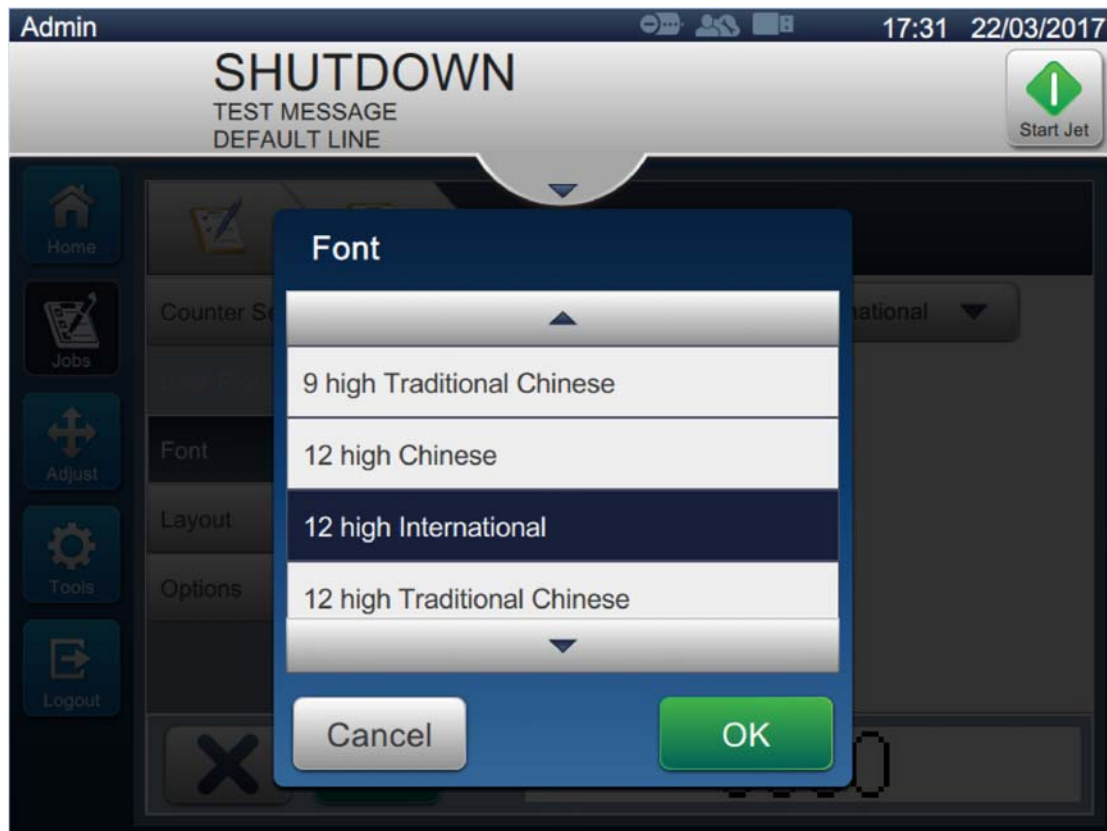 Admin
17:31 22/03/2017
SHUTDOWN
TEST MESSAGE
DEFAULT LINE
Start Jet
Home
Jobs
Adjust
Tools
Logout
Counter Se
Font
Layout
Options
Font
9 high Traditional Chinese
12 high Chinese
12 high International
12 high Traditional Chinese
Cancel
OK